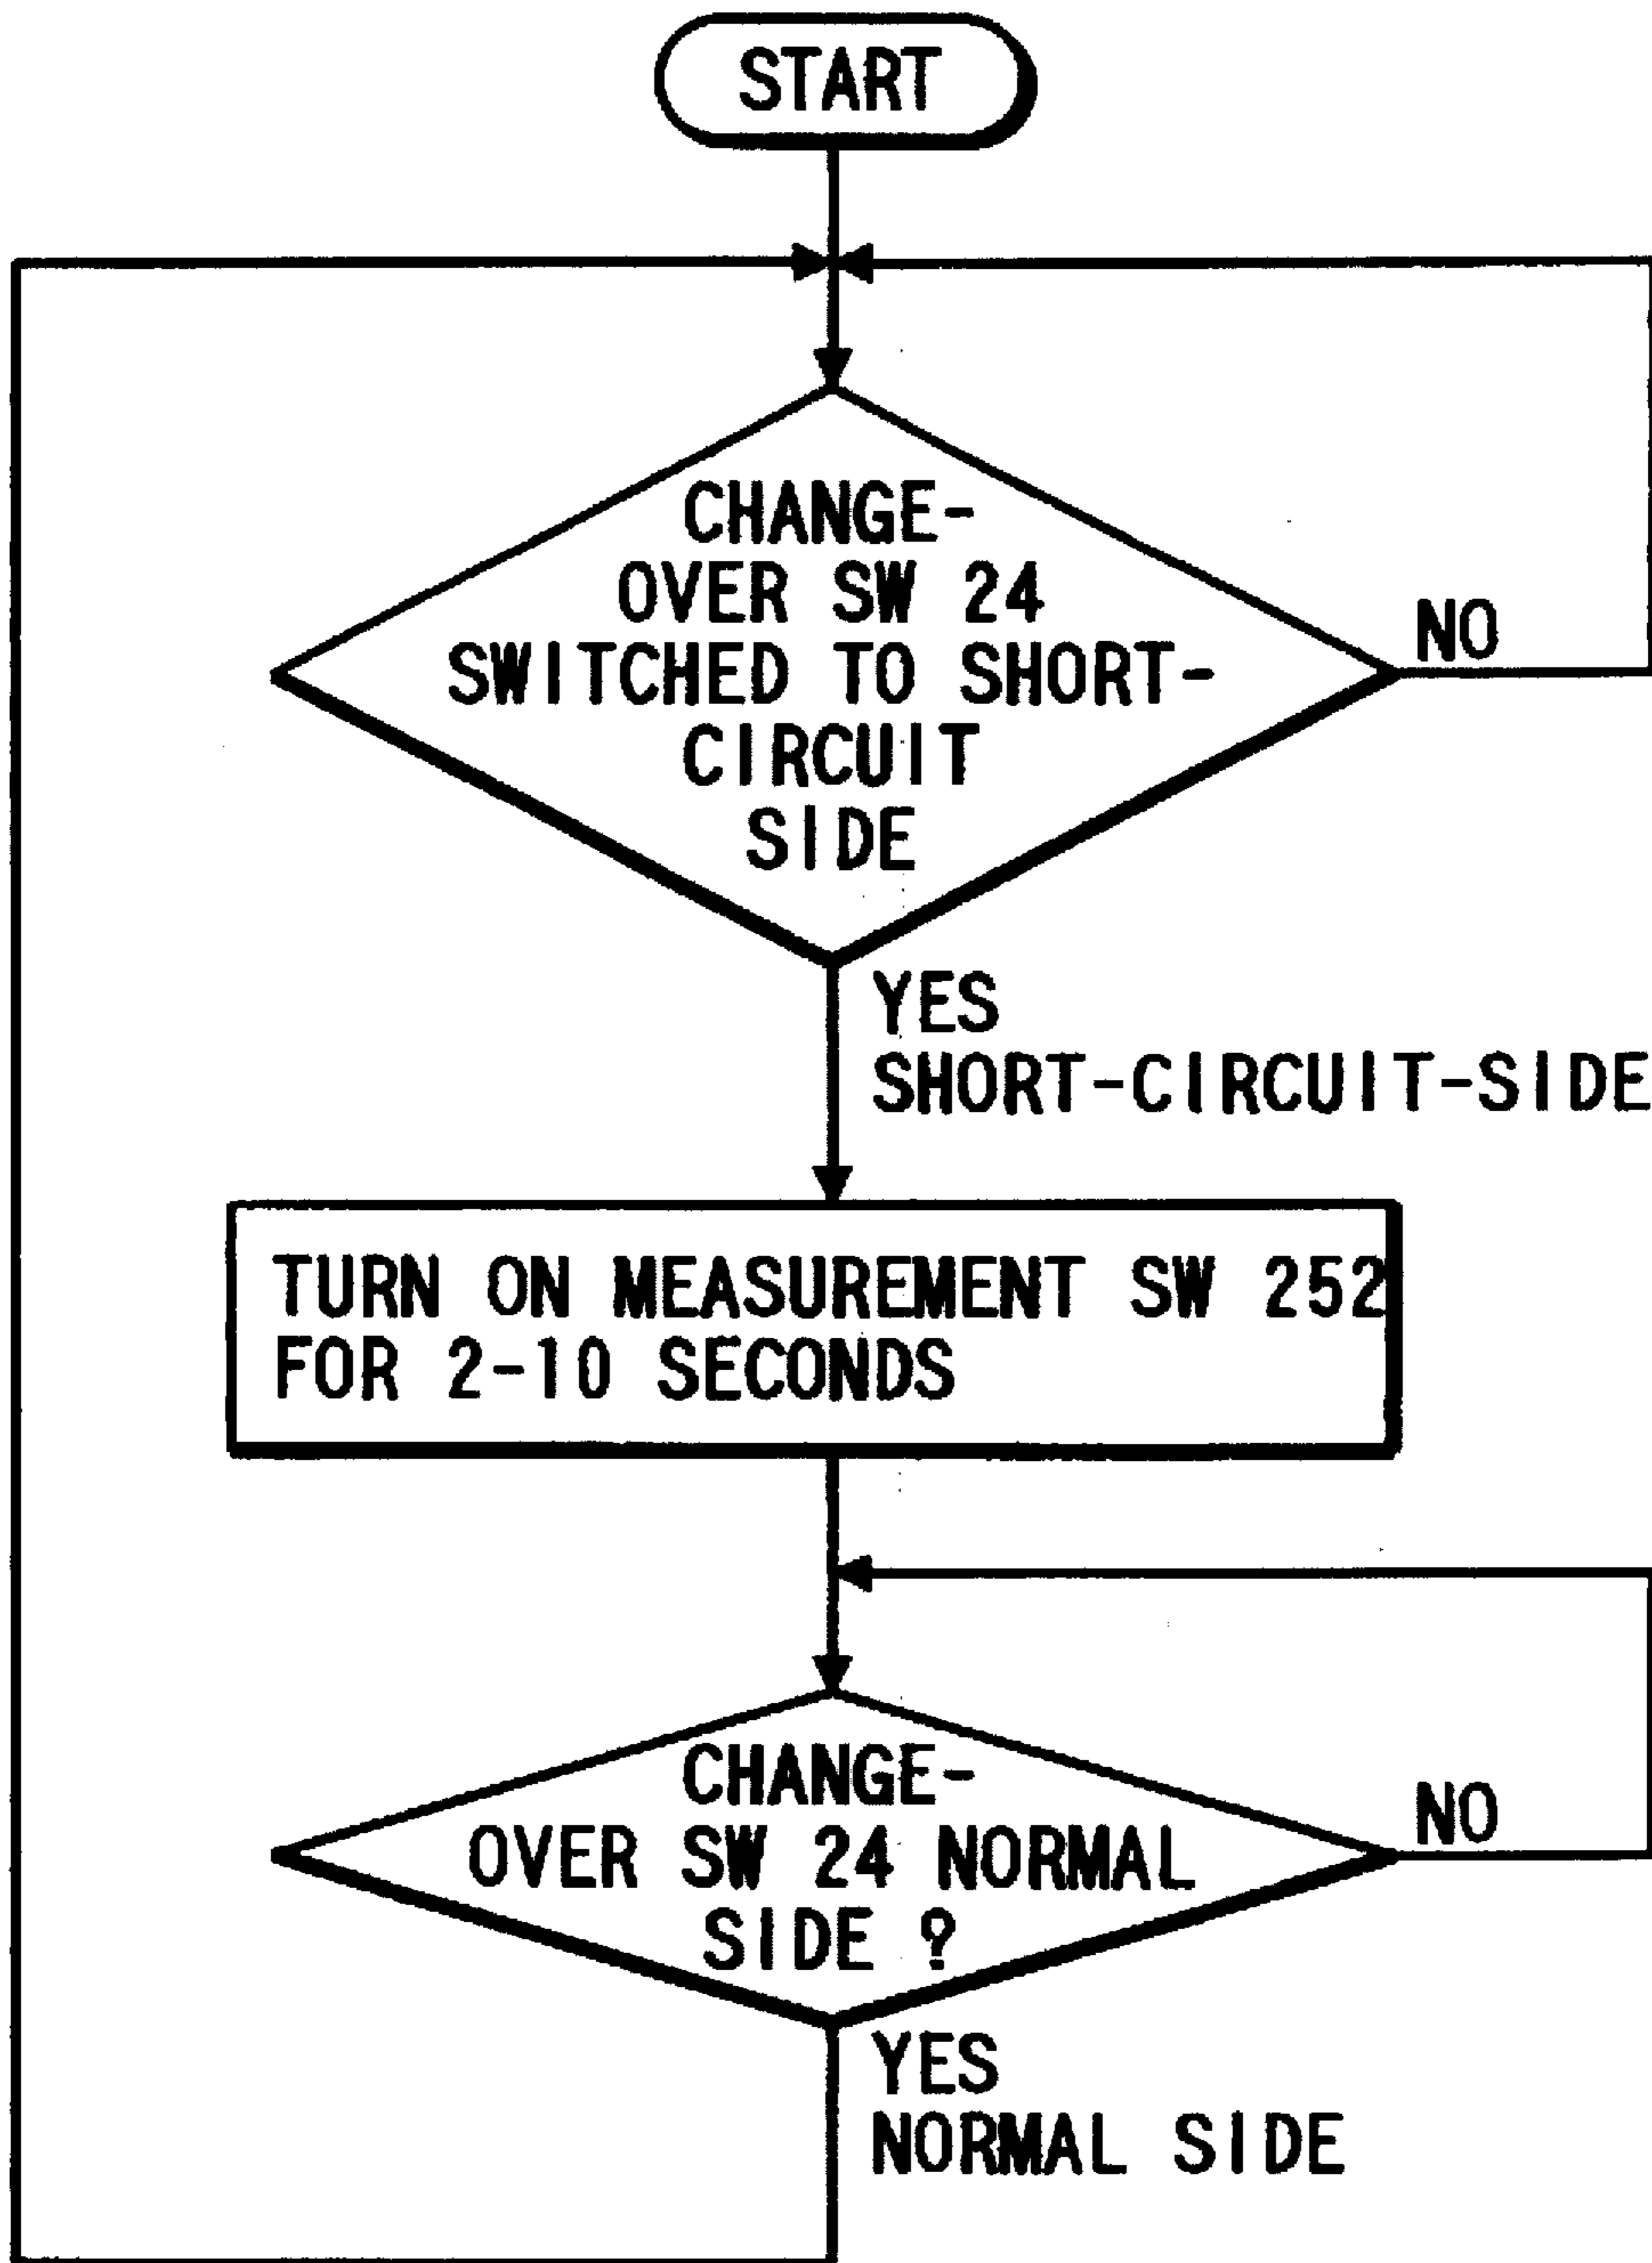 START
CHANGE-
OVER SW 24
SWITCHED TO SHORT-
CIRCUIT
SIDE
NO
YES
SHORT-CIRCUIT-SIDE
TURN ON MEASUREMENT SW 252
FOR 2-10 SECONDS
CHANGE-
OVER SW 24 NORMAL
SIDE ?
NO
YES
NORMAL SIDE